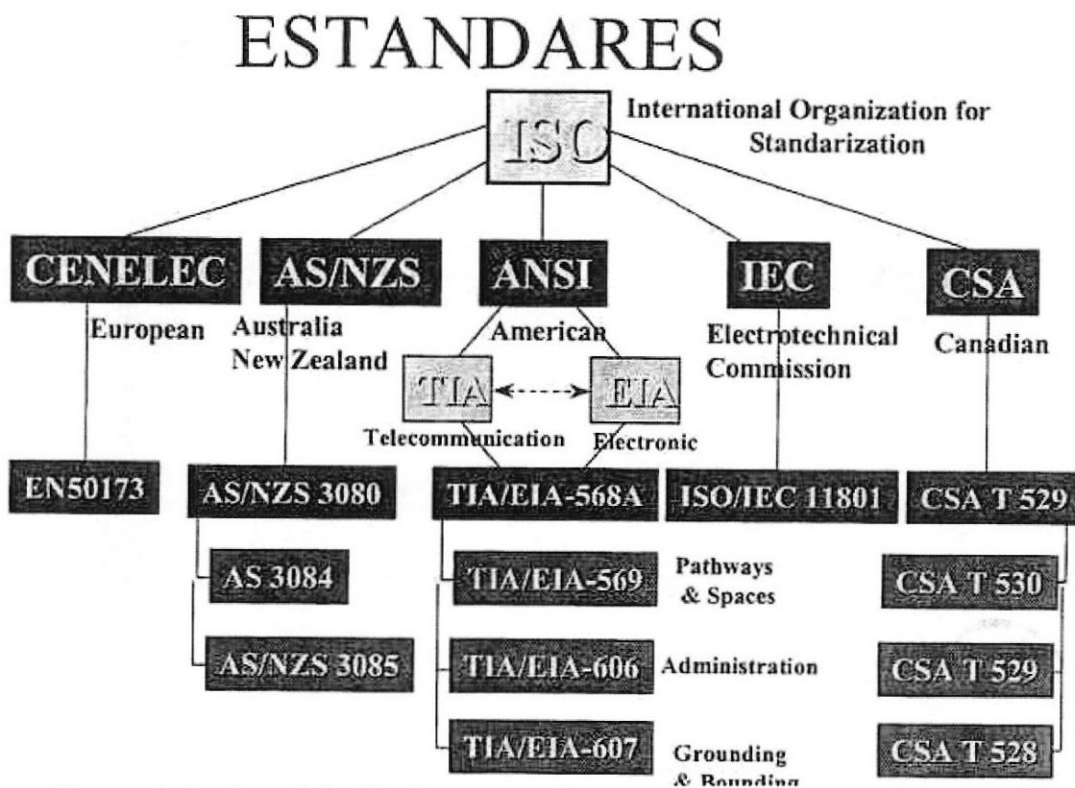 ESTANDARES
ISO
International Organization for
Standarization
CENELEC
AS/NZS
ANSI
IEC
CSA
European
Australia
New Zealand
American
Electrotechnical
Commission
Canadian
TIA
EIA
Telecommunication
Electronic
EN50173
AS/NZS 3080
TIA/EIA-568A
ISO/IEC 11801
CSA T 529
AS 3084
TIA/EIA-569
Pathways
& Spaces
CSA T 530
AS/NZS 3085
TIA/EIA-606
Administration
CSA T 529
TIA/EIA-607
Grounding
& Bounding
CSA T 528